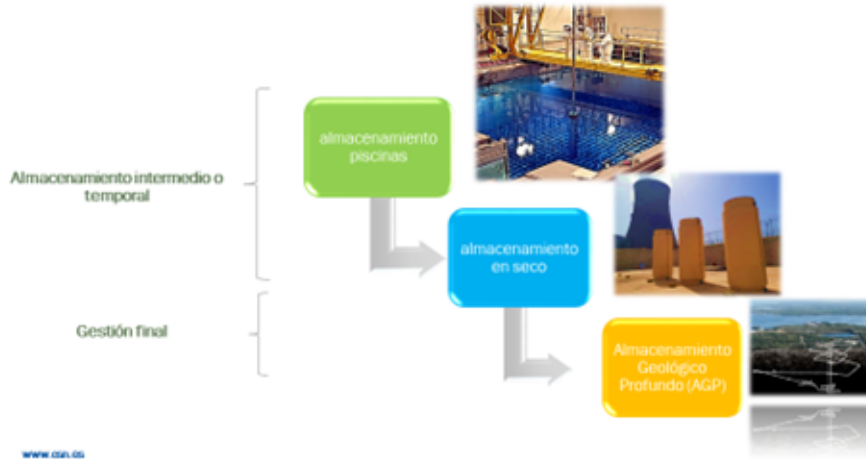 almacenamiento
piscinas
Almacenamiento intermedio o
temporal
almacenamiento
en seco
Gestión final
Almacenamiento
Geológico
Profundo (AGP)
www.csn.es